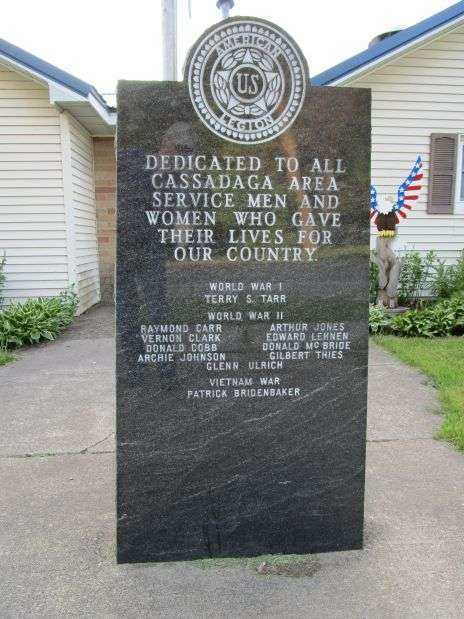 AMERICAN
US
LEGION
DEDICATED TO ALL
CASSADAGA AREA
SERVICE MEN AND
WOMEN WHO GAVE
THEIR LIVES FOR
OUR COUNTRY.
WORLD WAR I
TERRY S. TARR
WORLD WAR II
RAYMOND CARR ARTHUR JONES
VERNON CLARK EDWARD LEHNEN
DONALD COBB DONALD MCBRIDE
ARCHIE JOHNSON GILBERT THIES
GLENN ULRICH
VIETNAM WAR
PATRICK BRIDENBAKER